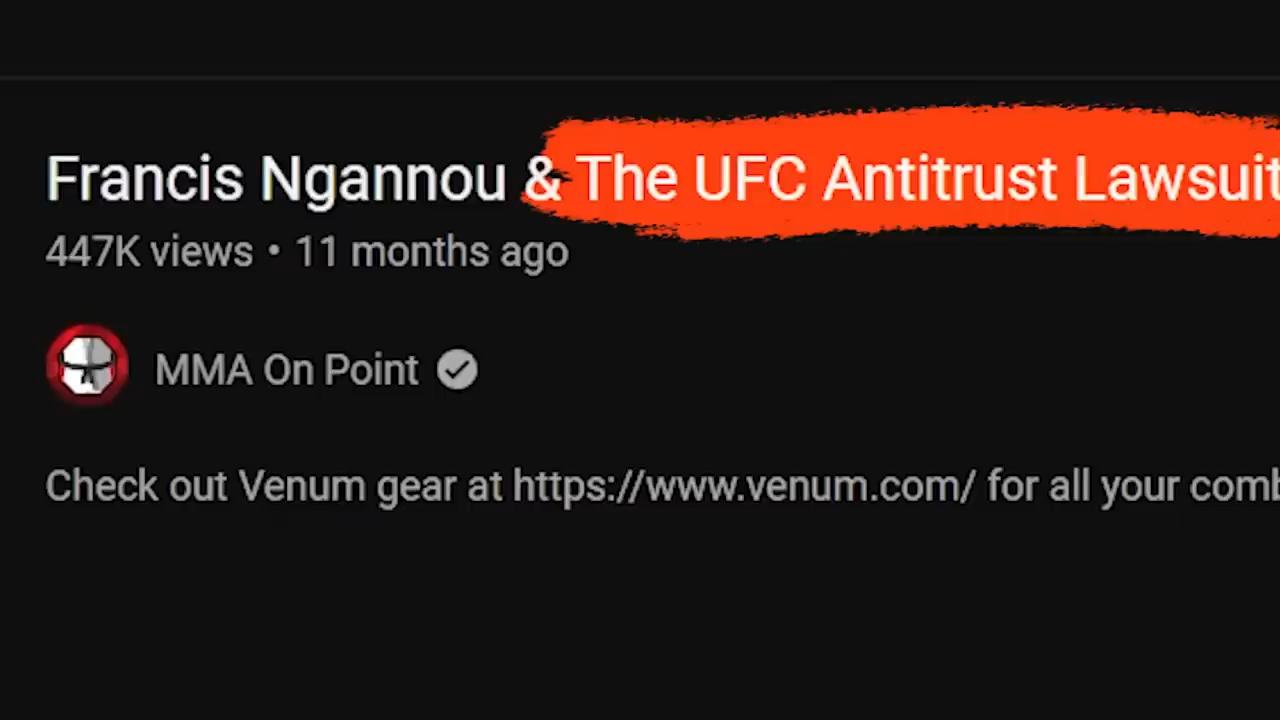 Francis Ngannou & The UFC Antitrust Lawsuit
447K views • 11 months ago
MMA On Point
Check out Venum gear at https://www.venum.com/ for all your comb